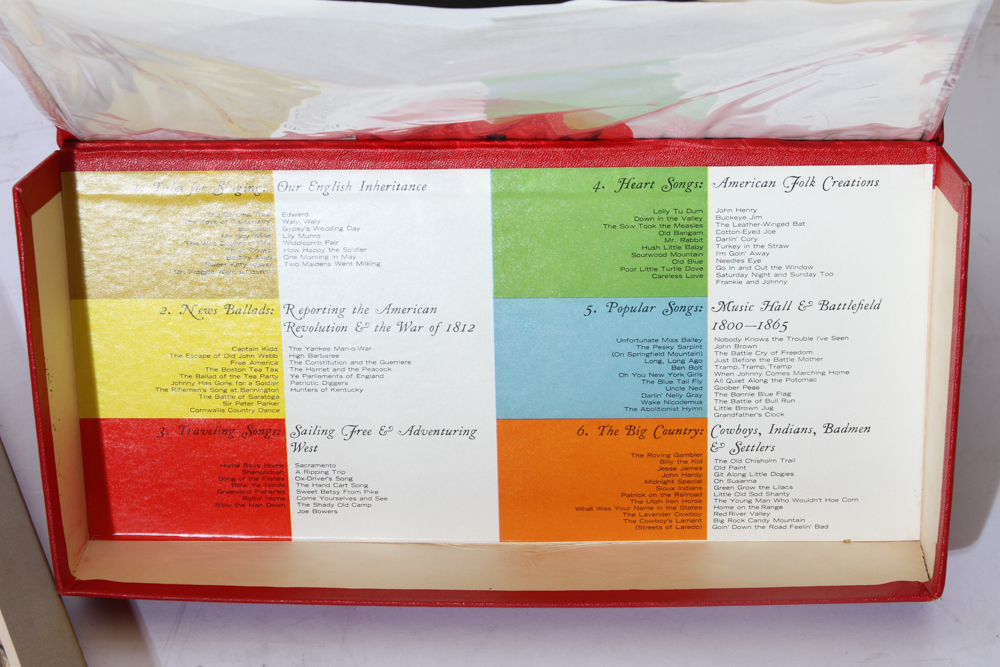 Our English Inheritance
Edward
Waly, Waly
Gypsy's Wedding Day
Lily Munro
Widdicomb Fair
How Happy the Soldier
One Morning in May
Two Maidens Went Milking
2. News Ballads:
Reporting the American
Revolution & the War of 1812
Captain Kidd
The Escape of Old John Webb
Free America
The Boston Tea Tax
The Ballad of the Tea Party
Johnny Has Gone for a Soldier
The Riflemen's Song at Bennington
The Battle of Saratoga
Sir Peter Parker
Cornwallis Country Dance
The Yankee Man-o-War
High Barbaree
The Constitution and the Guerriere
The Hornet and the Peacock
Ye Parliaments of England
Patriotic Diggers
Hunters of Kentucky
3. Traveling Songs:
Sailing Free & Adventuring
West
Shenandoah
Song of the Fishes
Blow Ye Winds
Greenland Fisheries
Blow the Man Down
Sacramento
A Ripping Trip
Ox-Driver's Song
The Hand Cart Song
Sweet Betsy From Pike
Come Yourselves and See
The Shady Old Camp
Joe Bowers
4. Heart Songs:
American Folk Creations
Lolly Tu Dum
Down in the Valley
The Sow Took the Measles
Old Bangam
Mr. Rabbit
Hush Little Baby
Sourwood Mountain
Old Blue
Poor Little Turtle Dove
Careless Love
John Henry
Buckeye Jim
The Leather-Winged Bat
Cotton-Eyed Joe
Darlin' Cory
Turkey in the Straw
I'm Goin' Away
Needles Eye
Go In and Out the Window
Saturday Night and Sunday Too
Frankie and Johnny
5. Popular Songs:
Music Hall & Battlefield
1800—1865
Unfortunate Miss Bailey
The Pesky Sarpint
(On Springfield Mountain)
Long, Long Ago
Ben Bolt
Oh You New York Girls
The Blue Tail Fly
Uncle Ned
Darlin' Nelly Gray
Wake Nicodemus
The Abolitionist Hymn
Nobody Knows the Trouble I've Seen
John Brown
The Battle Cry of Freedom
Just Before the Battle Mother
Tramp, Tramp, Tramp
When Johnny Comes Marching Home
All Quiet Along the Potomac
Goober Peas
The Bonnie Blue Flag
The Battle of Bull Run
Little Brown Jug
Grandfather's Clock
6. The Big Country:
Cowboys, Indians, Badmen
& Settlers
The Roving Gambler
Billy the Kid
Jesse James
John Hardy
Midnight Special
Sioux Indians
Patrick on the Railroad
The Utah Iron Horse
What Was Your Name in the States
The Lavender Cowboy
The Cowboy's Lament
(Streets of Laredo)
The Old Chisholm Trail
Old Paint
Git Along Little Dogies
Oh Susanna
Green Grow the Lilacs
Little Old Sod Shanty
The Young Man Who Wouldn't Hoe Corn
Home on the Range
Red River Valley
Big Rock Candy Mountain
Goin' Down the Road Feelin' Bad